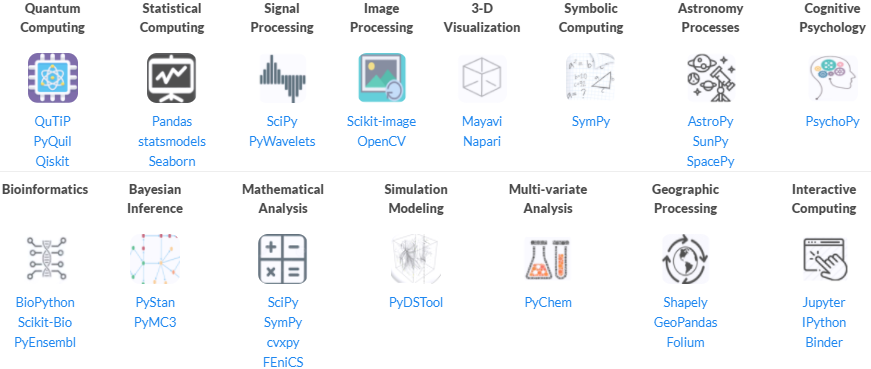 Quantum Computing
Statistical Computing
Signal Processing
Image Processing
3-D Visualization
Symbolic Computing
Astronomy Processes
Cognitive Psychology
QuTiP
PyQuil
Qiskit
Pandas
statsmodels
Seaborn
SciPy
PyWavelets
Scikit-image
OpenCV
Mayavi
Napari
SymPy
AstroPy
SunPy
SpacePy
PsychoPy
Bioinformatics
Bayesian Inference
Mathematical Analysis
Simulation Modeling
Multi-variate Analysis
Geographic Processing
Interactive Computing
BioPython
Scikit-Bio
PyEnsembl
PyStan
PyMC3
SciPy
SymPy
cvxpy
FEniCS
PyDSTool
PyChem
Shapely
GeoPandas
Folium
Jupyter
IPython
Binder